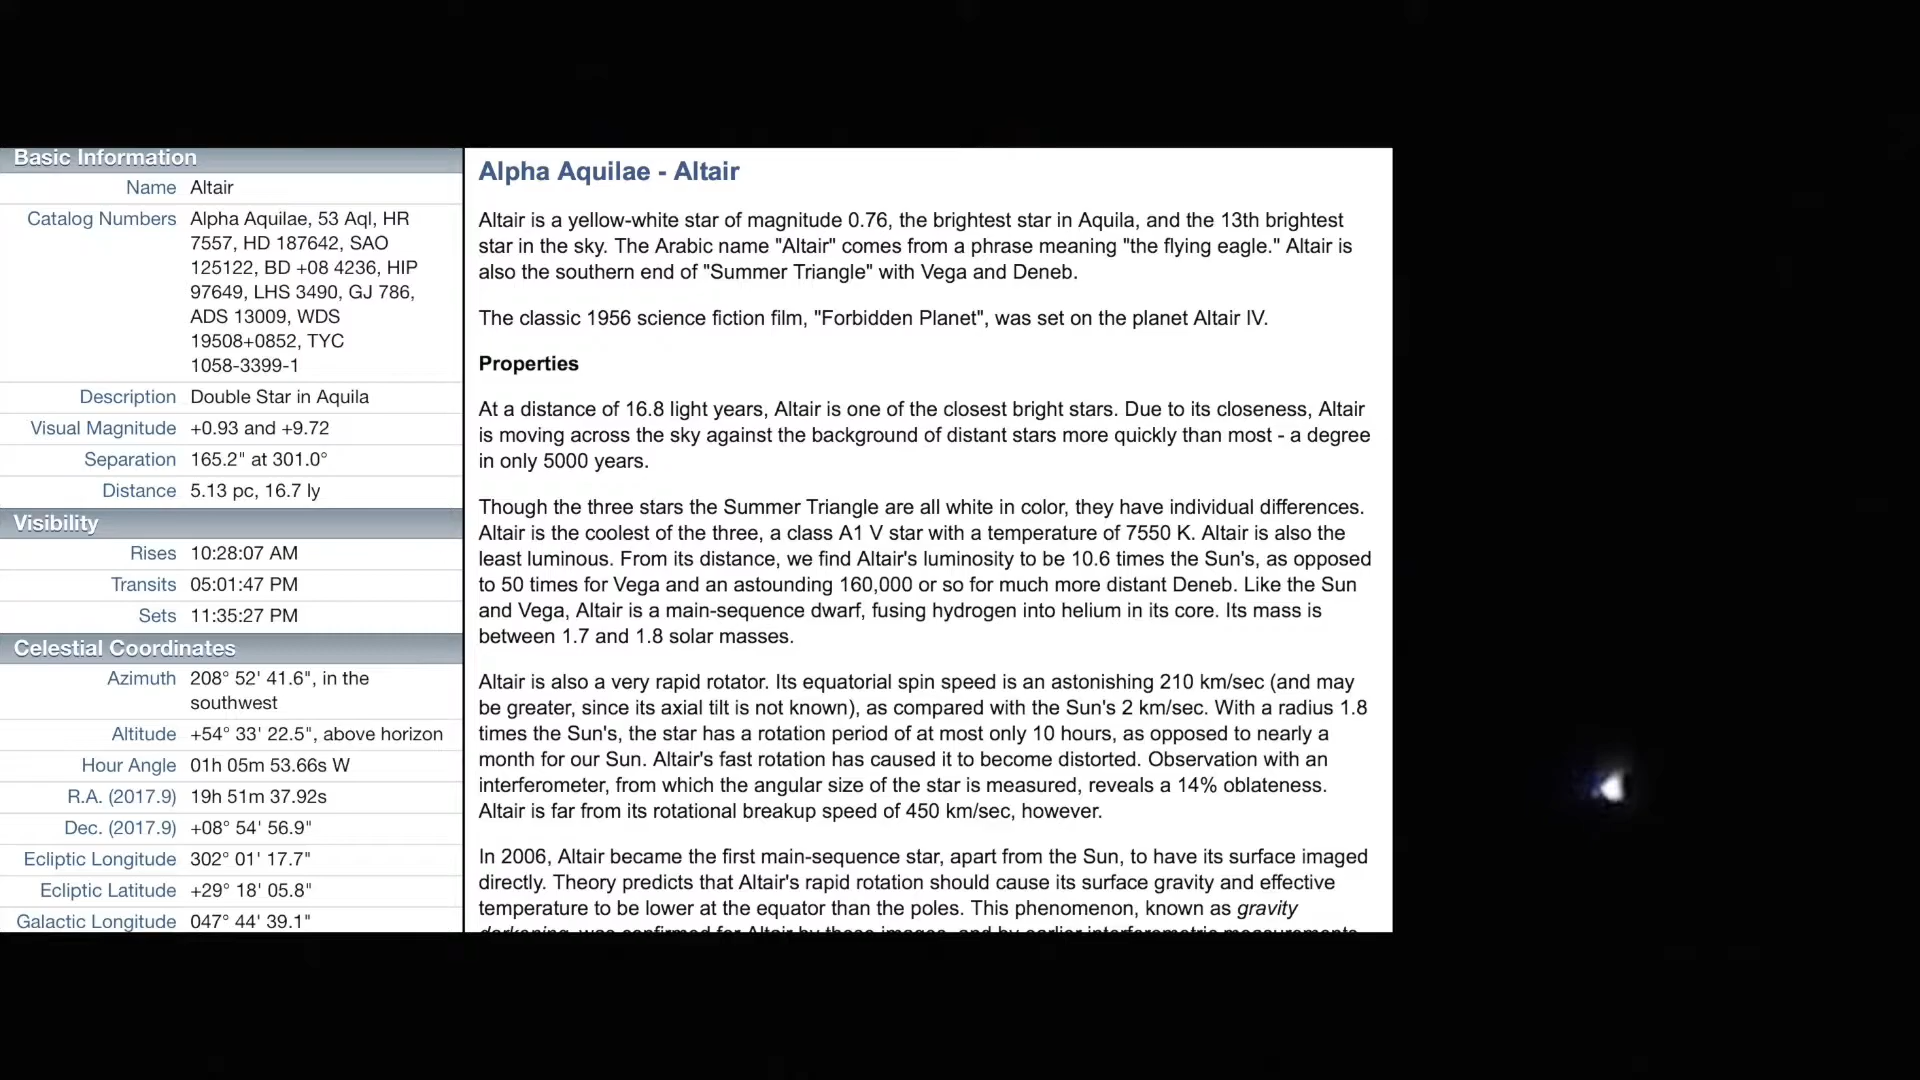 Basic Information
Name Altair
Catalog Numbers Alpha Aquilae, 53 Aql, HR
7557, HD 187642, SAO
125122, BD +08 4236, HIP
97649, LHS 3490, GJ 786,
ADS 13009, WDS
19508+0852, TYC
1058-3399-1
Description Double Star in Aquila
Visual Magnitude +0.93 and +9.72
Separation 165.2" at 301.0°
Distance 5.13 pc, 16.7 ly
Visibility
Rises 10:28:07 AM
Transits 05:01:47 PM
Sets 11:35:27 PM
Celestial Coordinates
Azimuth 208° 52' 41.6", in the
southwest
Altitude +54° 33' 22.5", above horizon
Hour Angle 01h 05m 53.66s W
R.A. (2017.9) 19h 51m 37.92s
Dec. (2017.9) +08° 54' 56.9"
Ecliptic Longitude 302° 01' 17.7"
Ecliptic Latitude +29° 18' 05.8"
Galactic Longitude 047° 44' 39.1"
Alpha Aquilae - Altair
Altair is a yellow-white star of magnitude 0.76, the brightest star in Aquila, and the 13th brightest
star in the sky. The Arabic name "Altair" comes from a phrase meaning "the flying eagle." Altair is
also the southern end of "Summer Triangle" with Vega and Deneb.
The classic 1956 science fiction film, "Forbidden Planet", was set on the planet Altair IV.
Properties
At a distance of 16.8 light years, Altair is one of the closest bright stars. Due to its closeness, Altair
is moving across the sky against the background of distant stars more quickly than most - a degree
in only 5000 years.
Though the three stars the Summer Triangle are all white in color, they have individual differences.
Altair is the coolest of the three, a class A1 V star with a temperature of 7550 K. Altair is also the
least luminous. From its distance, we find Altair's luminosity to be 10.6 times the Sun's, as opposed
to 50 times for Vega and an astounding 160,000 or so for much more distant Deneb. Like the Sun
and Vega, Altair is a main-sequence dwarf, fusing hydrogen into helium in its core. Its mass is
between 1.7 and 1.8 solar masses.
Altair is also a very rapid rotator. Its equatorial spin speed is an astonishing 210 km/sec (and may
be greater, since its axial tilt is not known), as compared with the Sun's 2 km/sec. With a radius 1.8
times the Sun's, the star has a rotation period of at most only 10 hours, as opposed to nearly a
month for our Sun. Altair's fast rotation has caused it to become distorted. Observation with an
interferometer, from which the angular size of the star is measured, reveals a 14% oblateness.
Altair is far from its rotational breakup speed of 450 km/sec, however.
In 2006, Altair became the first main-sequence star, apart from the Sun, to have its surface imaged
directly. Theory predicts that Altair's rapid rotation should cause its surface gravity and effective
temperature to be lower at the equator than the poles. This phenomenon, known as gravity
darkening, was confirmed for Altair by these images, and by earlier interferometric measurements